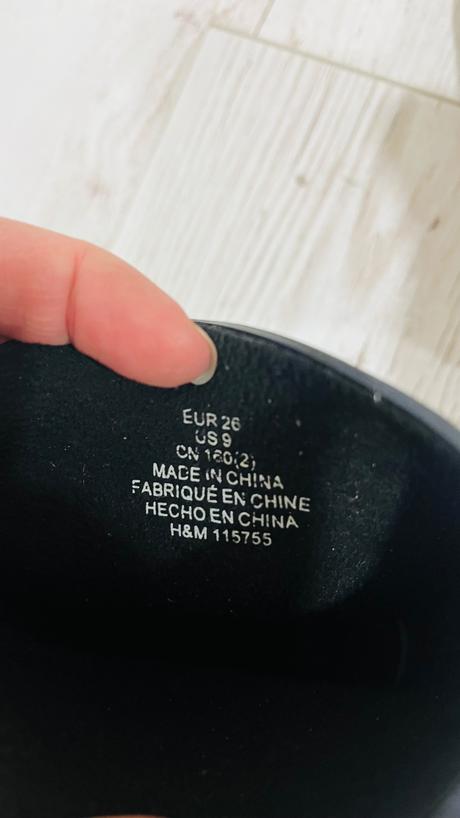 EUR 26
US 9
CN 160(2)
MADE IN CHINA
FABRIQUÉ EN CHINE
HECHO EN CHINA
H&M 115755